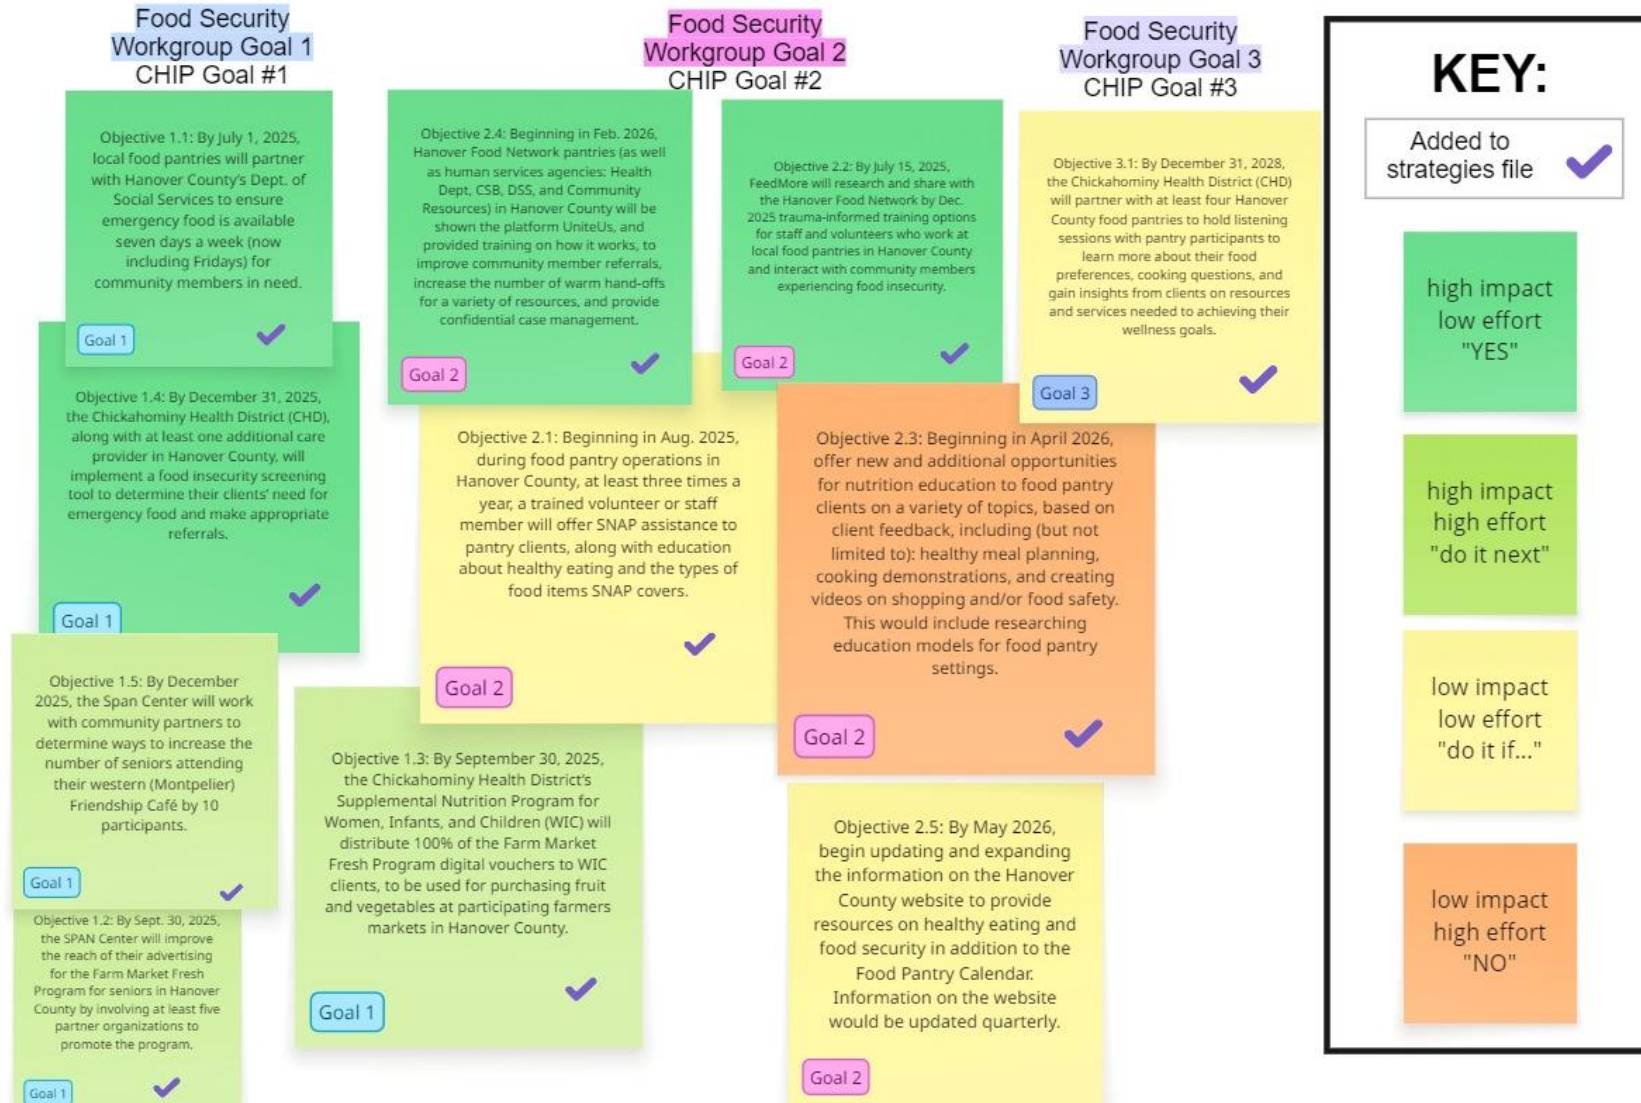 Food Security
Workgroup Goal 1
CHIP Goal #1
Objective 1.1: By July 1, 2025,
local food pantries will partner
with Hanover County's Dept. of
Social Services to ensure
emergency food is available
seven days a week (now
including Fridays) for
community members in need.
Goal 1
Objective 1.4: By December 31, 2025,
the Chickahominy Health District (CHD),
along with at least one additional care
provider in Hanover County, will
implement a food insecurity screening
tool to determine their clients' need for
emergency food and make appropriate
referrals.
Goal 1
Objective 1.5: By December
2025, the Span Center will work
with community partners to
determine ways to increase the
number of seniors attending
their western (Montpelier)
Friendship Café by 10
participants.
Goal 1
Objective 1.2: By Sept. 30, 2025,
the SPAN Center will improve
the reach of their advertising
for the Farm Market Fresh
Program for seniors in Hanover
County by involving at least five
partner organizations to
promote the program.
Goal 1
Objective 1.3: By September 30, 2025,
the Chickahominy Health District's
Supplemental Nutrition Program for
Women, Infants, and Children (WIC) will
distribute 100% of the Farm Market
Fresh Program digital vouchers to WIC
clients, to be used for purchasing fruit
and vegetables at participating farmers
markets in Hanover County.
Goal 1
Food Security
Workgroup Goal 2
CHIP Goal #2
Objective 2.4: Beginning in Feb. 2026,
Hanover Food Network pantries (as well
as human services agencies: Health
Dept, CSB, DSS, and Community
Resources) in Hanover County will be
shown the platform UniteUs, and
provided training on how it works, to
improve community member referrals,
increase the number of warm hand-offs
for a variety of resources, and provide
confidential case management.
Goal 2
Objective 2.2: By July 15, 2025,
FeedMore will research and share with
the Hanover Food Network by Dec.
2025 trauma-informed training options
for staff and volunteers who work at
local food pantries in Hanover County
and interact with community members
experiencing food insecurity.
Goal 2
Objective 2.1: Beginning in Aug. 2025,
during food pantry operations in
Hanover County, at least three times a
year, a trained volunteer or staff
member will offer SNAP assistance to
pantry clients, along with education
about healthy eating and the types of
food items SNAP covers.
Goal 2
Objective 2.3: Beginning in April 2026,
offer new and additional opportunities
for nutrition education to food pantry
clients on a variety of topics, based on
client feedback, including (but not
limited to): healthy meal planning,
cooking demonstrations, and creating
videos on shopping and/or food safety.
This would include researching
education models for food pantry
settings.
Goal 2
Objective 2.5: By May 2026,
begin updating and expanding
the information on the Hanover
County website to provide
resources on healthy eating and
food security in addition to the
Food Pantry Calendar.
Information on the website
would be updated quarterly.
Goal 2
Food Security
Workgroup Goal 3
CHIP Goal #3
Objective 3.1: By December 31, 2028,
the Chickahominy Health District (CHD)
will partner with at least four Hanover
County food pantries to hold listening
sessions with pantry participants to
learn more about their food
preferences, cooking questions, and
gain insights from clients on resources
and services needed to achieving their
wellness goals.
Goal 3
KEY:
Added to
strategies file
high impact
low effort
"YES"
high impact
high effort
"do it next"
low impact
low effort
"do it if..."
low impact
high effort
"NO"